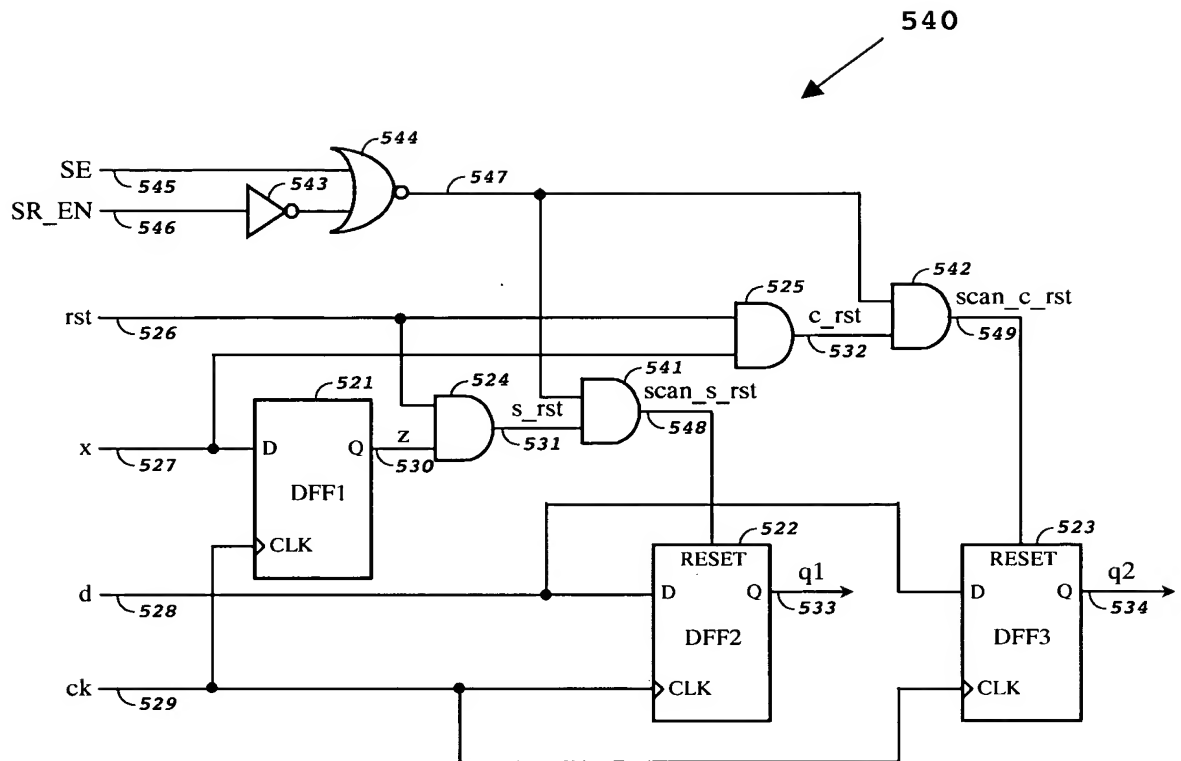 540
544
SE
545
543
547
SR_EN
546
542
525
scan_c_rst
rst
526
c_rst
532
549
541
524
scan_s_rst
521
s_rst
548
x
527
D
Q
z
530
531
DFF1
CLK
522
523
RESET
RESET
d
528
D
Q
q1
533
D
Q
q2
534
DFF2
DFF3
ck
529
CLK
CLK